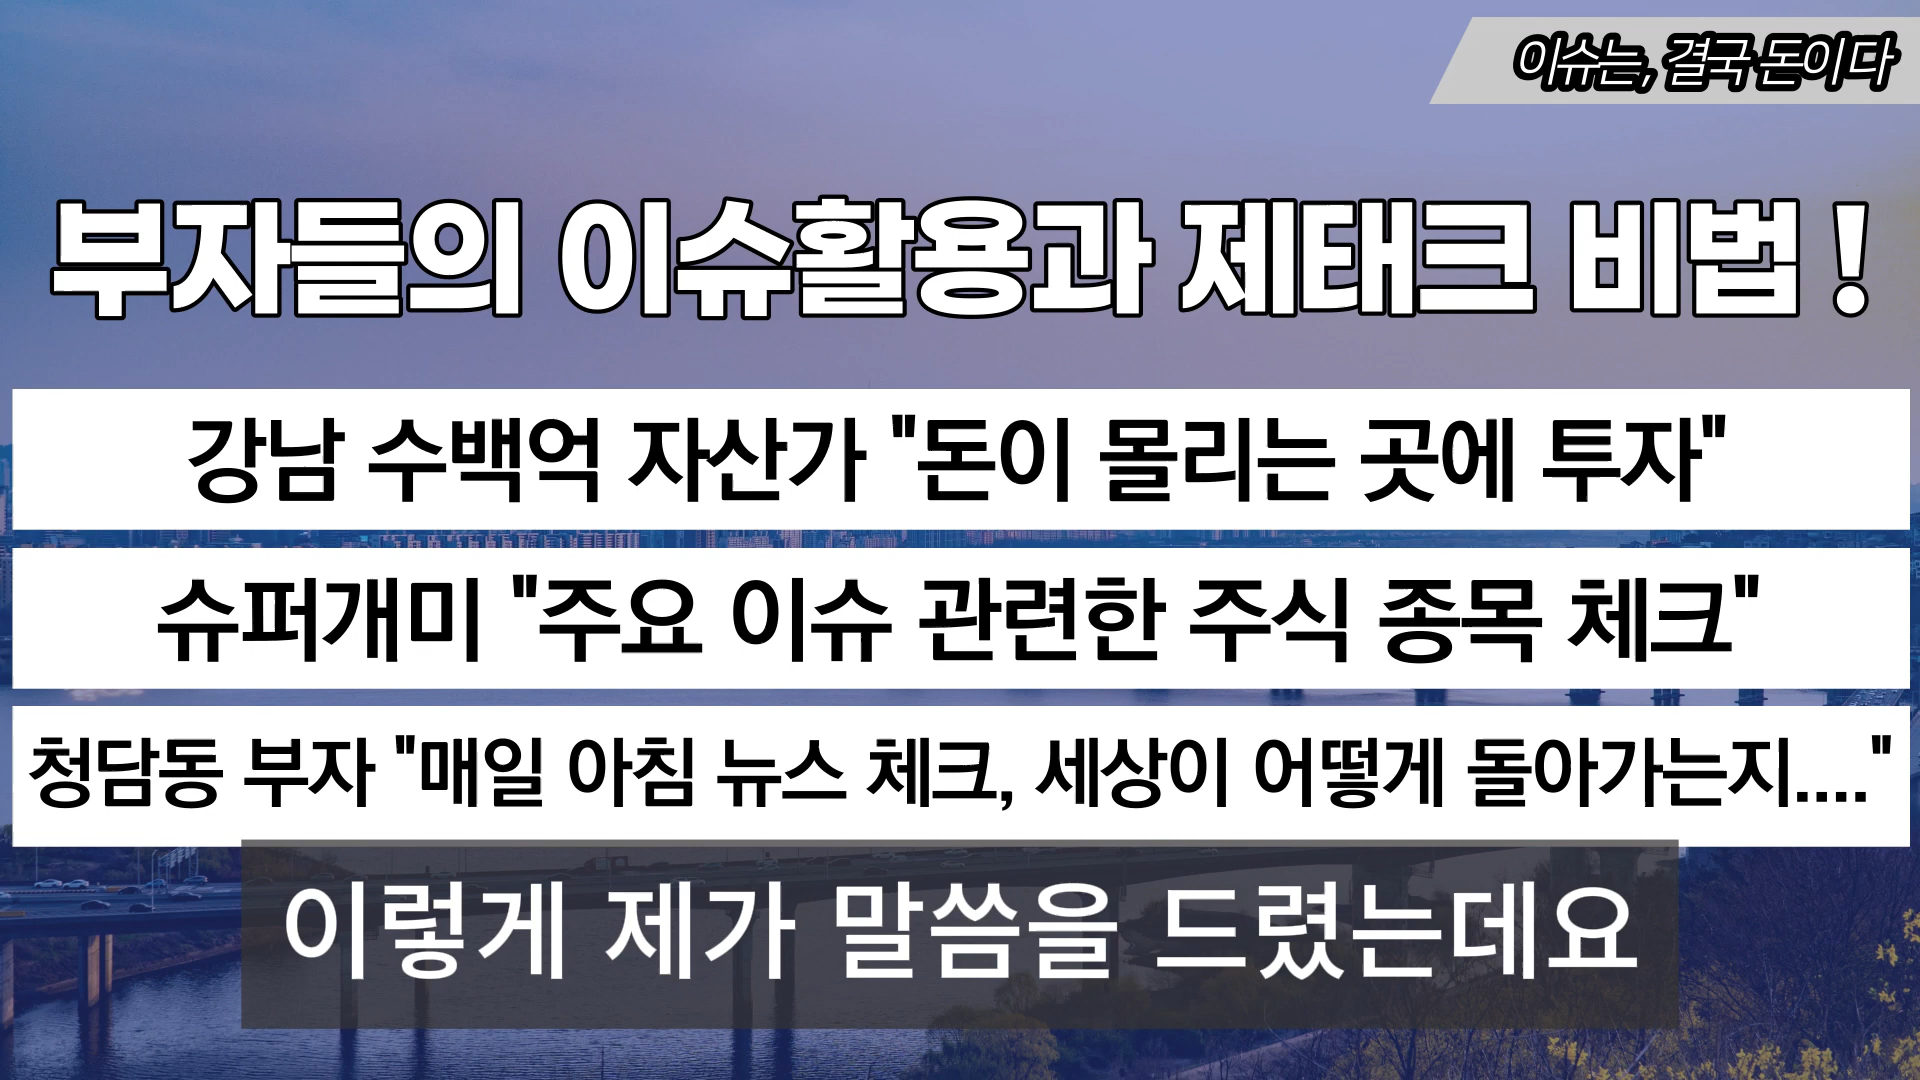 이슈는, 결국 돈이다
부자들의 이슈활용과 제태크 비법 !
강남 수백억 자산가 "돈이 몰리는 곳에 투자"
슈퍼개미 "주요 이슈 관련한 주식 종목 체크"
청담동 부자 "매일 아침 뉴스 체크, 세상이 어떻게 돌아가는지...."
이렇게 제가 말씀을 드렸는데요